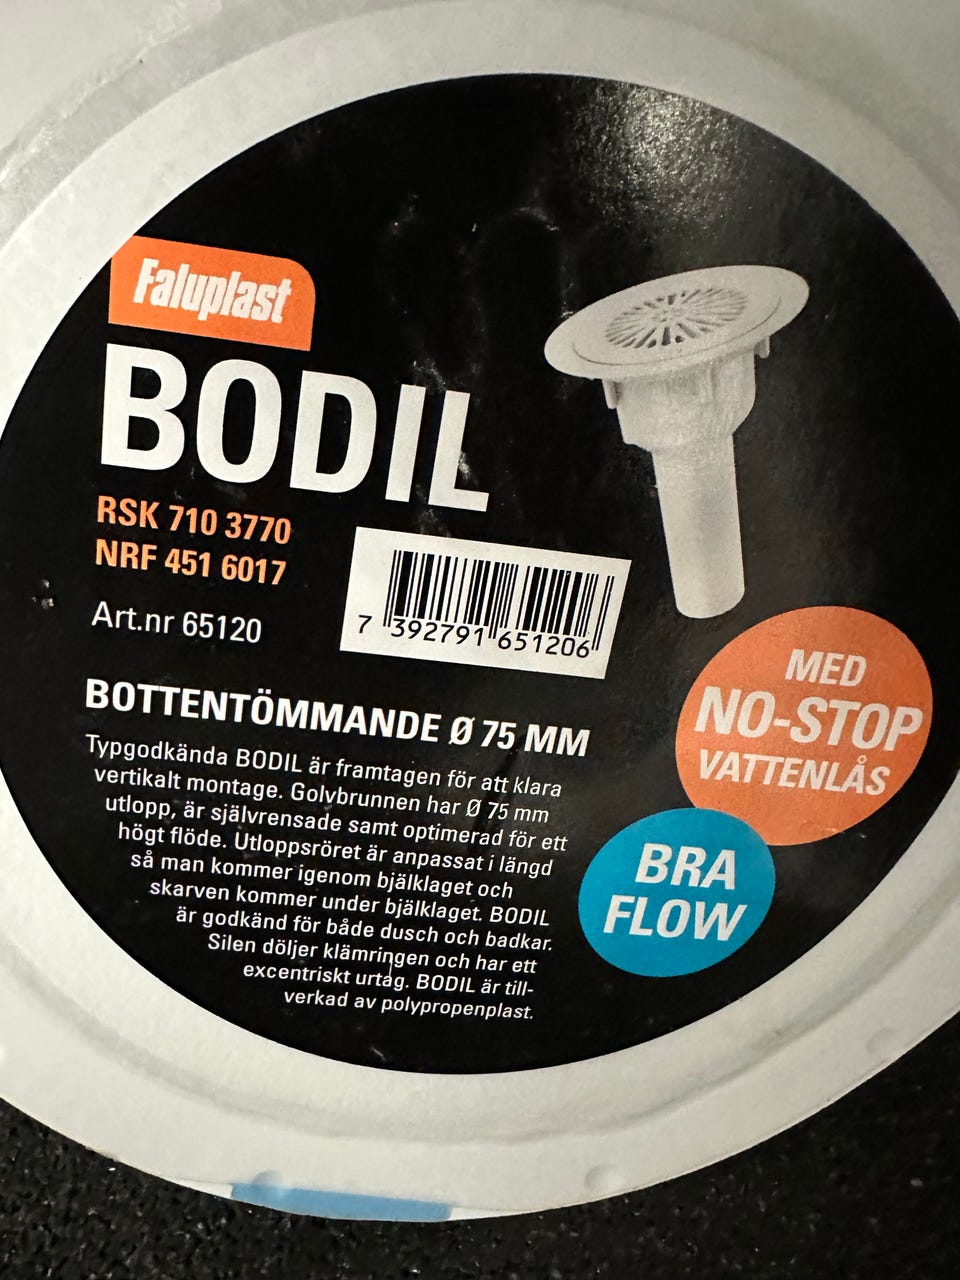 Faluplast
BODIL
RSK 710 3770
NRF 451 6017
Art.nr 65120
7 392791 651206
BOTTENTÖMMANDE Ø 75 MM
Typgodkända BODIL är framtagen för att klara
vertikalt montage. Golvbrunnen har Ø 75 mm
utlopp, är självrensade samt optimerad för ett
högt flöde. Utloppsröret är anpassat i längd
så man kommer igenom bjälklaget och
skarven kommer under bjälklaget. BODIL
är godkänd för både dusch och badkar.
Silen döljer klämringen och har ett
excentriskt urtag. BODIL är till-
verkad av polypropenplast.
MED
NO-STOP
VATTENLÅS
BRA
FLOW